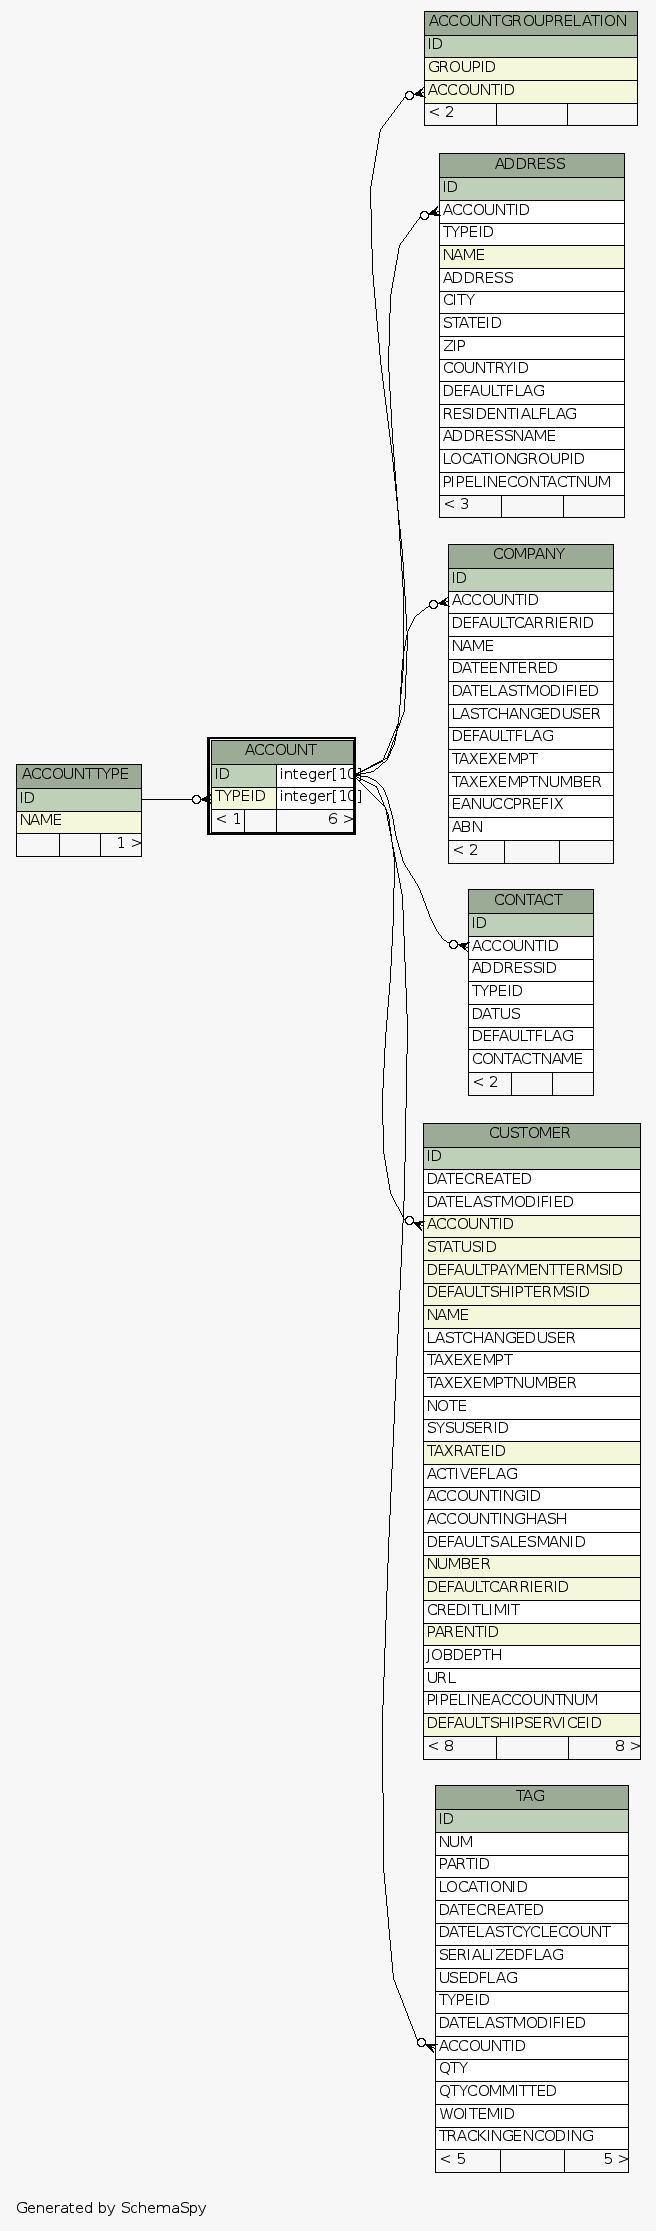 ACCOUNTGROUPRELATION
ID
GROUPID
ACCOUNTID
< 2
ADDRESS
ID
ACCOUNTID
TYPEID
NAME
ADDRESS
CITY
STATEID
ZIP
COUNTRYID
DEFAULTFLAG
RESIDENTIALFLAG
ADDRESSNAME
LOCATIONGROUPID
PIPELINECONTACTNUM
< 3
COMPANY
ID
ACCOUNTID
DEFAULTCARRIERID
NAME
DATEENTERED
DATELASTMODIFIED
LASTCHANGEDUSER
DEFAULTFLAG
TAXEXEMPT
TAXEXEMPTNUMBER
EANUCCPREFIX
ABN
< 2
ACCOUNTTYPE
ID
NAME
1 >
ACCOUNT
ID integer[10]
TYPEID integer[10]
< 1 6 >
CONTACT
ID
ACCOUNTID
ADDRESSID
TYPEID
DATUS
DEFAULTFLAG
CONTACTNAME
< 2
CUSTOMER
ID
DATECREATED
DATELASTMODIFIED
ACCOUNTID
STATUSID
DEFAULTPAYMENTTERMSID
DEFAULTSHIPTERMSID
NAME
LASTCHANGEDUSER
TAXEXEMPT
TAXEXEMPTNUMBER
NOTE
SYSUSERID
TAXRATEID
ACTIVEFLAG
ACCOUNTINGID
ACCOUNTINGHASH
DEFAULTSALESMANID
NUMBER
DEFAULTCARRIERID
CREDITLIMIT
PARENTID
JOBDEPTH
URL
PIPELINEACCOUNTNUM
DEFAULTSHIPSERVICEID
< 8 8 >
TAG
ID
NUM
PARTID
LOCATIONID
DATECREATED
DATELASTCYCLECOUNT
SERIALIZEDFLAG
USEDFLAG
TYPEID
DATELASTMODIFIED
ACCOUNTID
QTY
QTYCOMMITTED
WOITEMID
TRACKINGENCODING
< 5 5 >
Generated by SchemaSpy